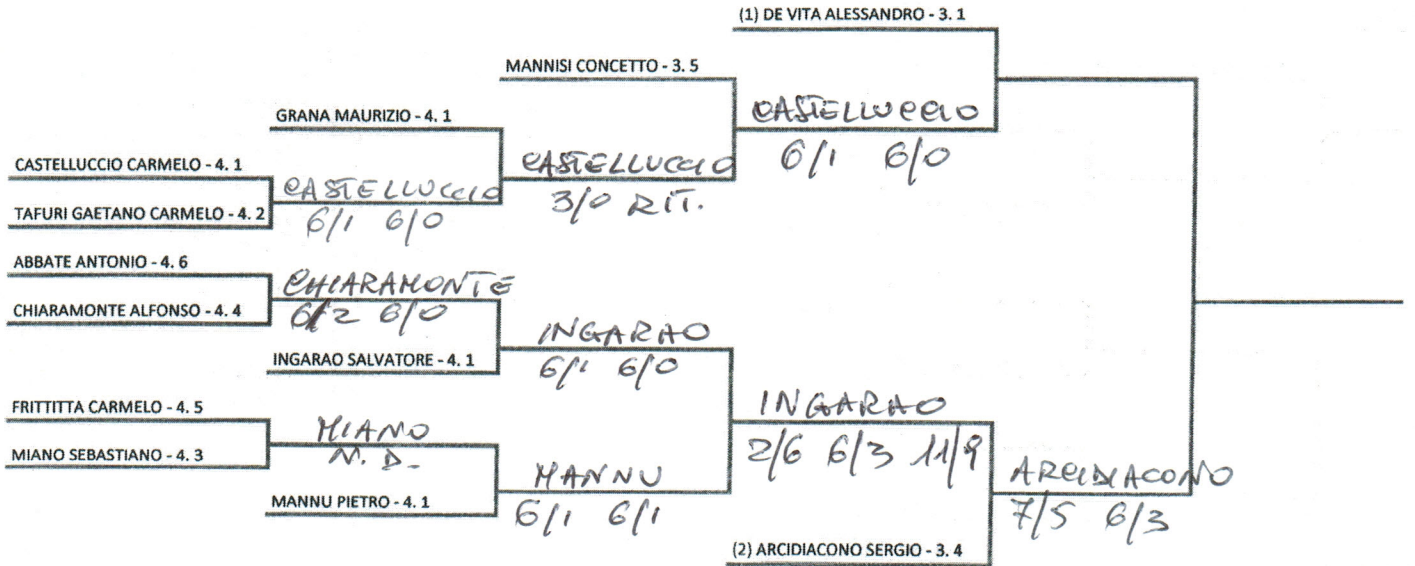 (1) DE VITA ALESSANDRO - 3. 1
MANNISI CONCETTO - 3. 5
CASTELLUCCIO
6/1 6/0
GRANA MAURIZIO - 4. 1
CASTELLUCCIO
3/0 RIT.
CASTELLUCCIO CARMELO - 4. 1
CASTELLUCCIO
TAFURI GAETANO CARMELO - 4. 2
6/1 6/0
ABBATE ANTONIO - 4. 6
CHIARAMONTE
CHIARAMONTE ALFONSO - 4. 4
6/2 6/0
INGARAO
INGARAO SALVATORE - 4. 1
6/1 6/0
FRITTITTA CARMELO - 4. 5
INGARAO
MIANO
2/6 6/3 11/9
MIANO SEBASTIANO - 4. 3
N. D.
MANNU
ARCIDIACONO
MANNU PIETRO - 4. 1
6/1 6/1
7/5 6/3
(2) ARCIDIACONO SERGIO - 3. 4